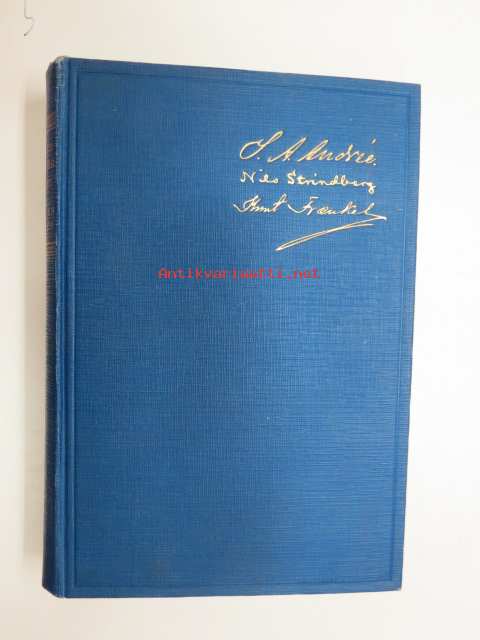 S. A. Andrée.
Nils Strindberg
Knut Frænkel
Antikvariaatti.net